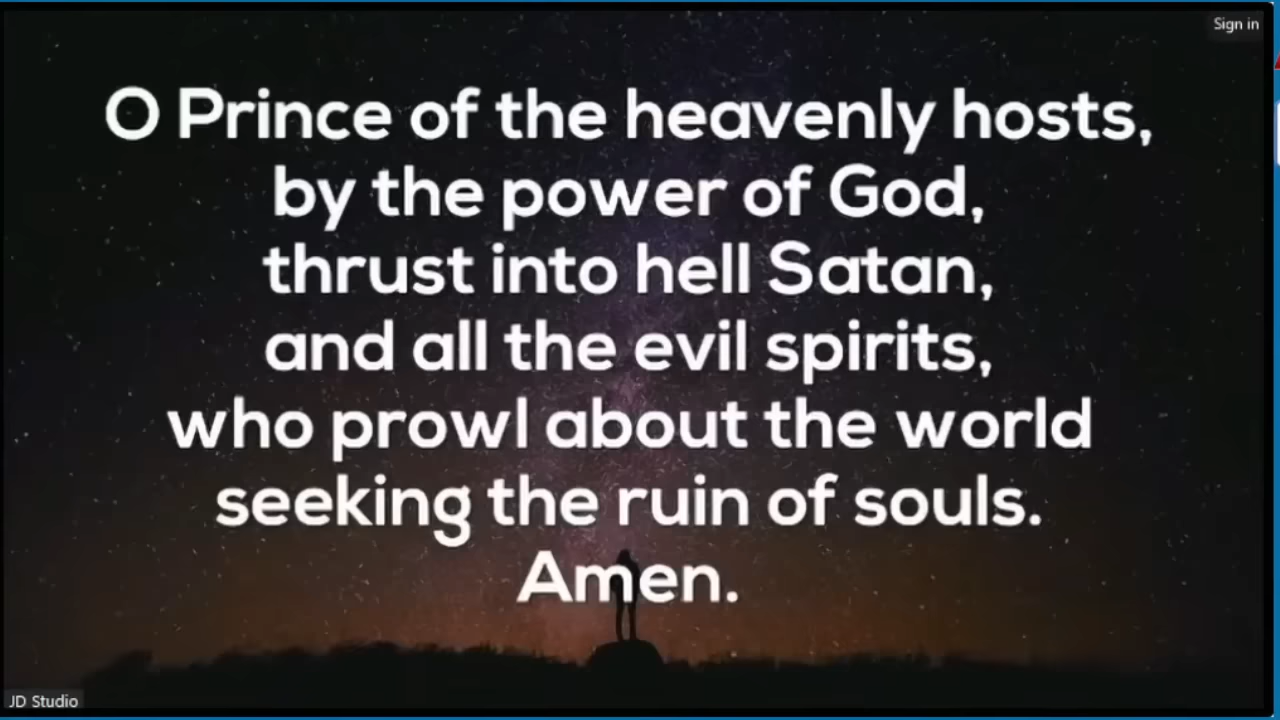 Sign in
O Prince of the heavenly hosts,
by the power of God,
thrust into hell Satan,
and all the evil spirits,
who prowl about the world
seeking the ruin of souls.
Amen.
JD Studio